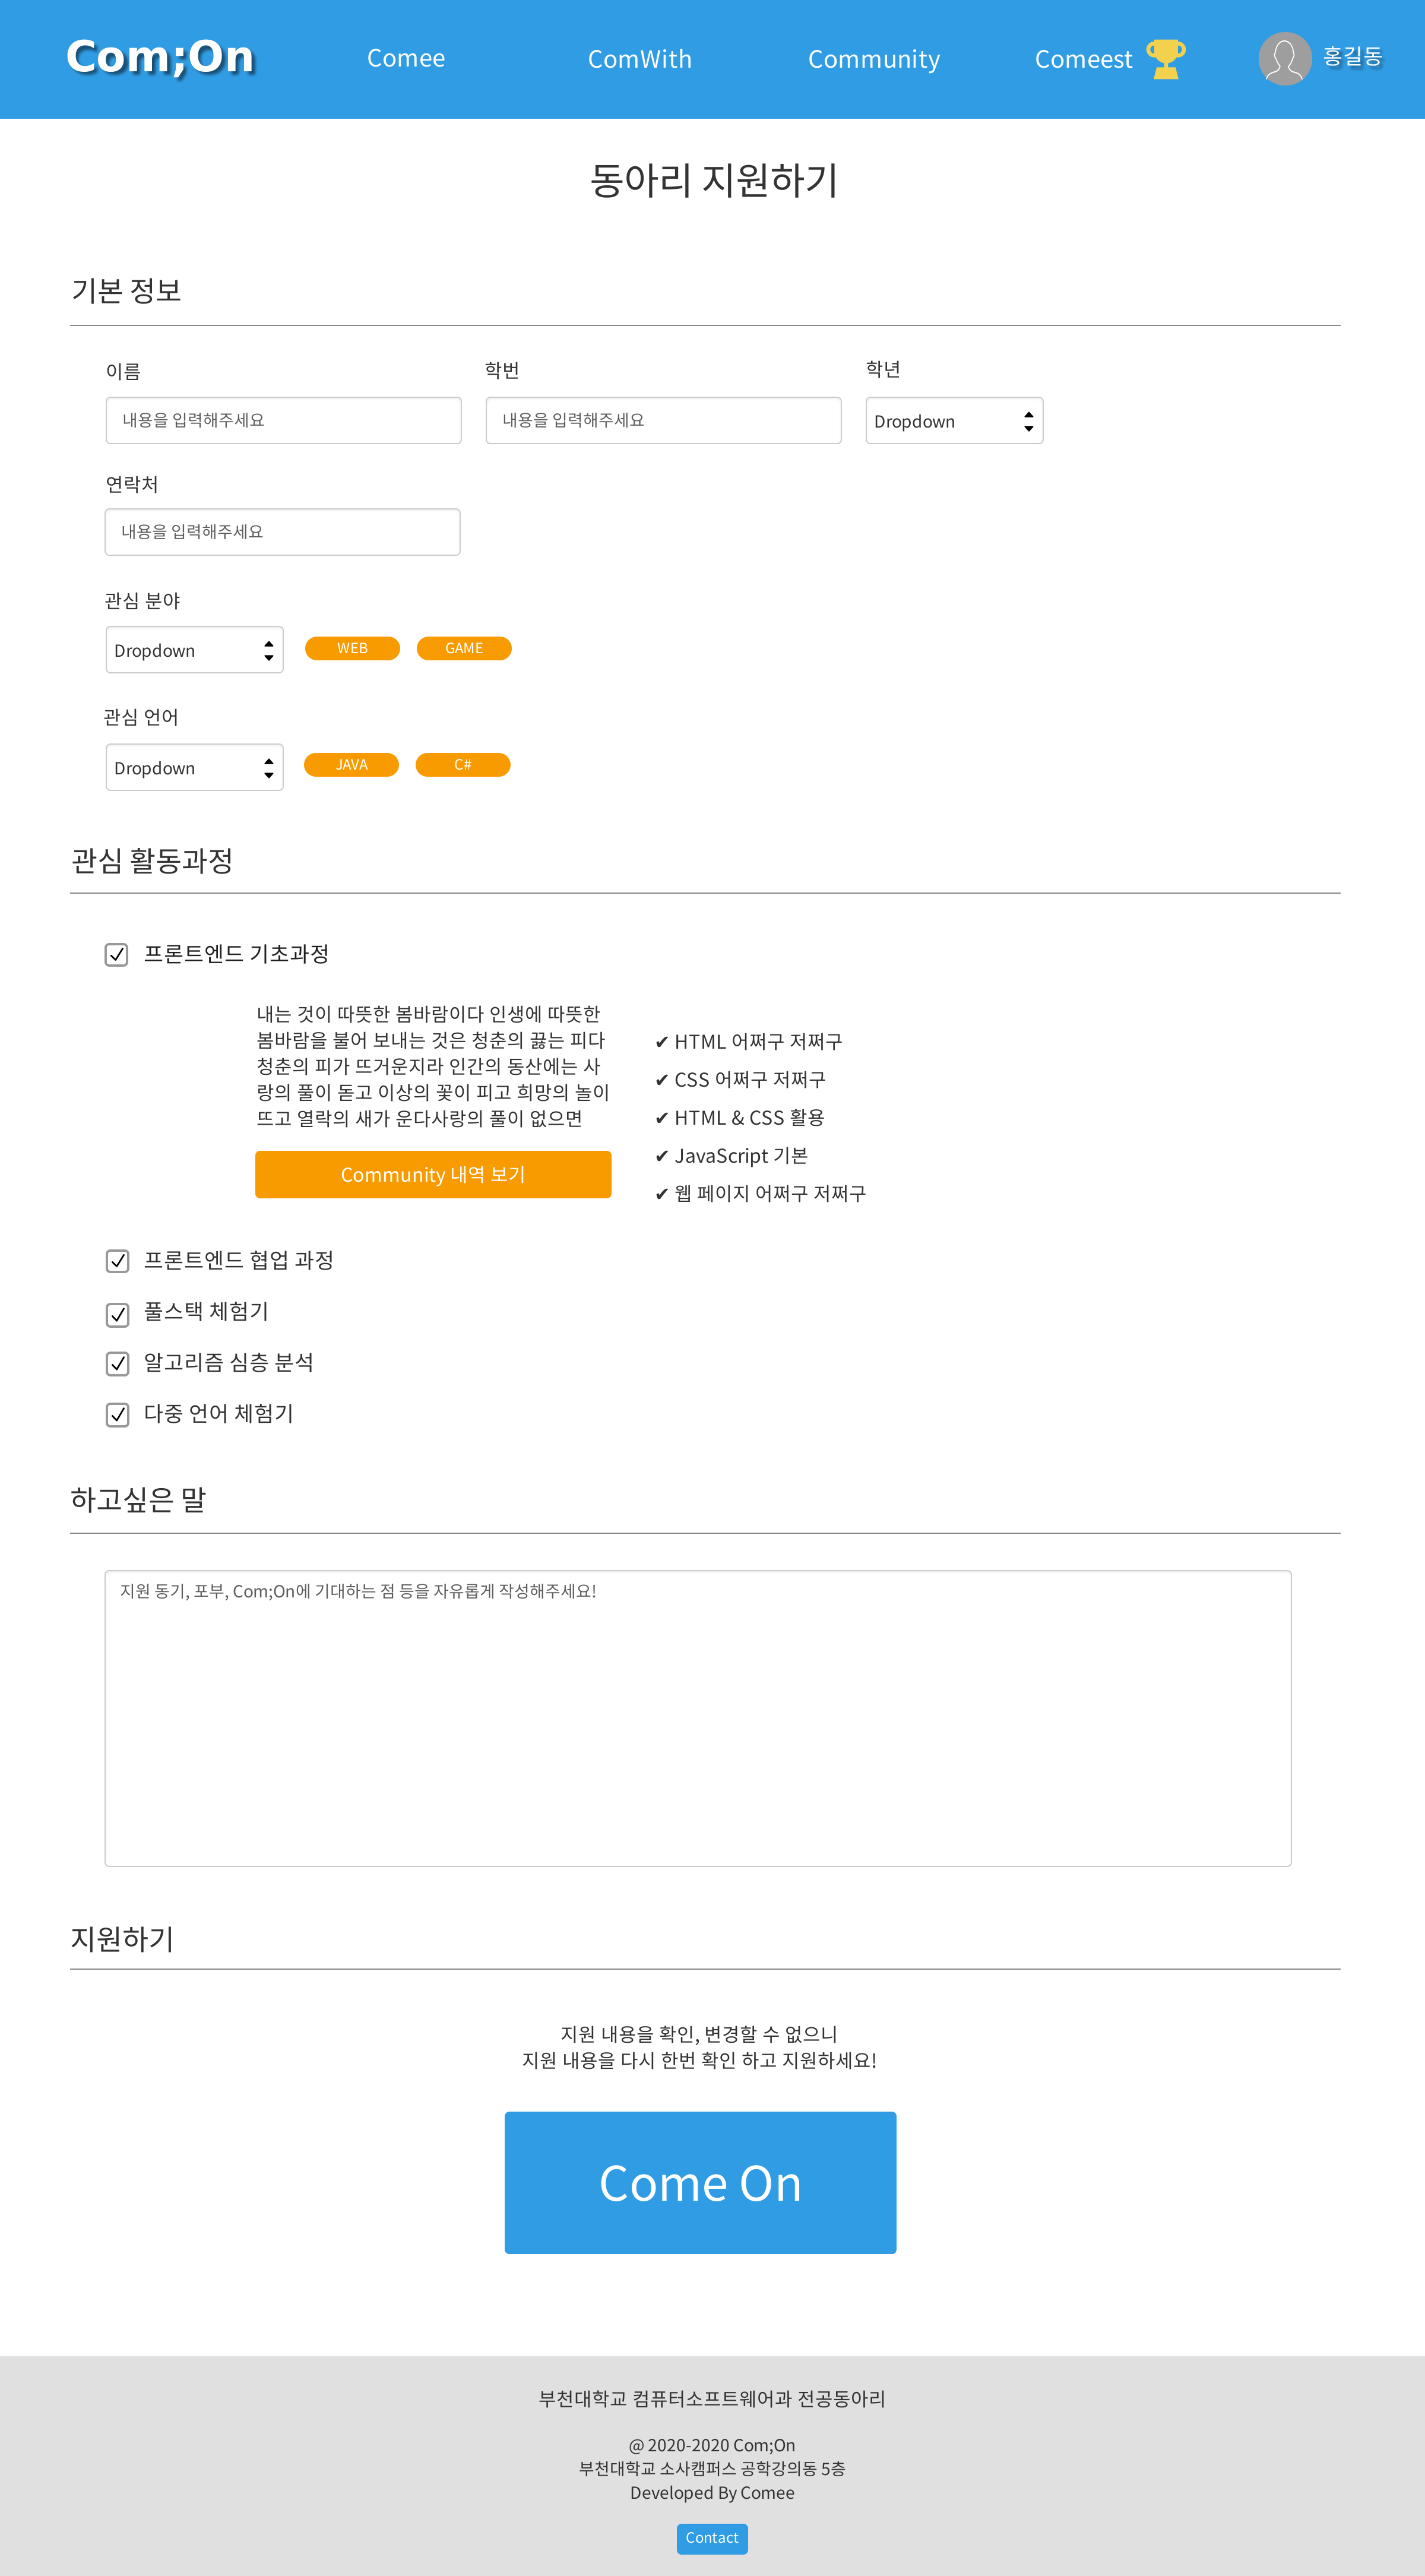 Com;On
Comee
ComWith
Community
Comeest
홍길동
동아리 지원하기
기본 정보
이름
학번
학년
내용을 입력해주세요
내용을 입력해주세요
Dropdown
연락처
내용을 입력해주세요
관심 분야
Dropdown
WEB
GAME
관심 언어
Dropdown
JAVA
C#
관심 활동과정
프론트엔드 기초과정
내는 것이 따뜻한 봄바람이다 인생에 따뜻한
봄바람을 불어 보내는 것은 청춘의 끓는 피다
청춘의 피가 뜨거운지라 인간의 동산에는 사
랑의 풀이 돋고 이상의 꽃이 피고 희망의 놀이
뜨고 열락의 새가 운다사랑의 풀이 없으면
Community 내역 보기
✔ HTML 어쩌구 저쩌구
✔ CSS 어쩌구 저쩌구
✔ HTML & CSS 활용
✔ JavaScript 기본
✔ 웹 페이지 어쩌구 저쩌구
프론트엔드 협업 과정
풀스택 체험기
알고리즘 심층 분석
다중 언어 체험기
하고싶은 말
지원 동기, 포부, Com;On에 기대하는 점 등을 자유롭게 작성해주세요!
지원하기
지원 내용을 확인, 변경할 수 없으니
지원 내용을 다시 한번 확인 하고 지원하세요!
Come On
부천대학교 컴퓨터소프트웨어과 전공동아리
@ 2020-2020 Com;On
부천대학교 소사캠퍼스 공학강의동 5층
Developed By Comee
Contact